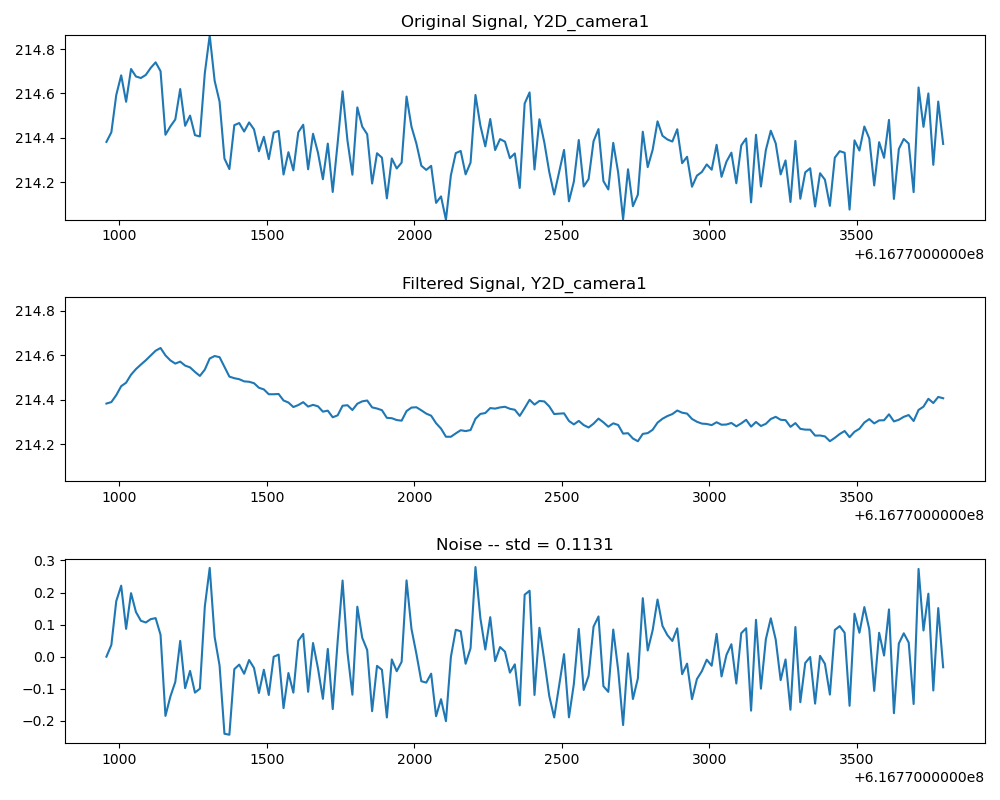 Original Signal, Y2D_camera1
214.8
214.6
214.4
214.2
1000 1500 2000 2500 3000 3500
+6.1677000000e8
Filtered Signal, Y2D_camera1
214.8
214.6
214.4
214.2
1000 1500 2000 2500 3000 3500
+6.1677000000e8
Noise -- std = 0.1131
0.3
0.2
0.1
0.0
−0.1
−0.2
1000 1500 2000 2500 3000 3500
+6.1677000000e8